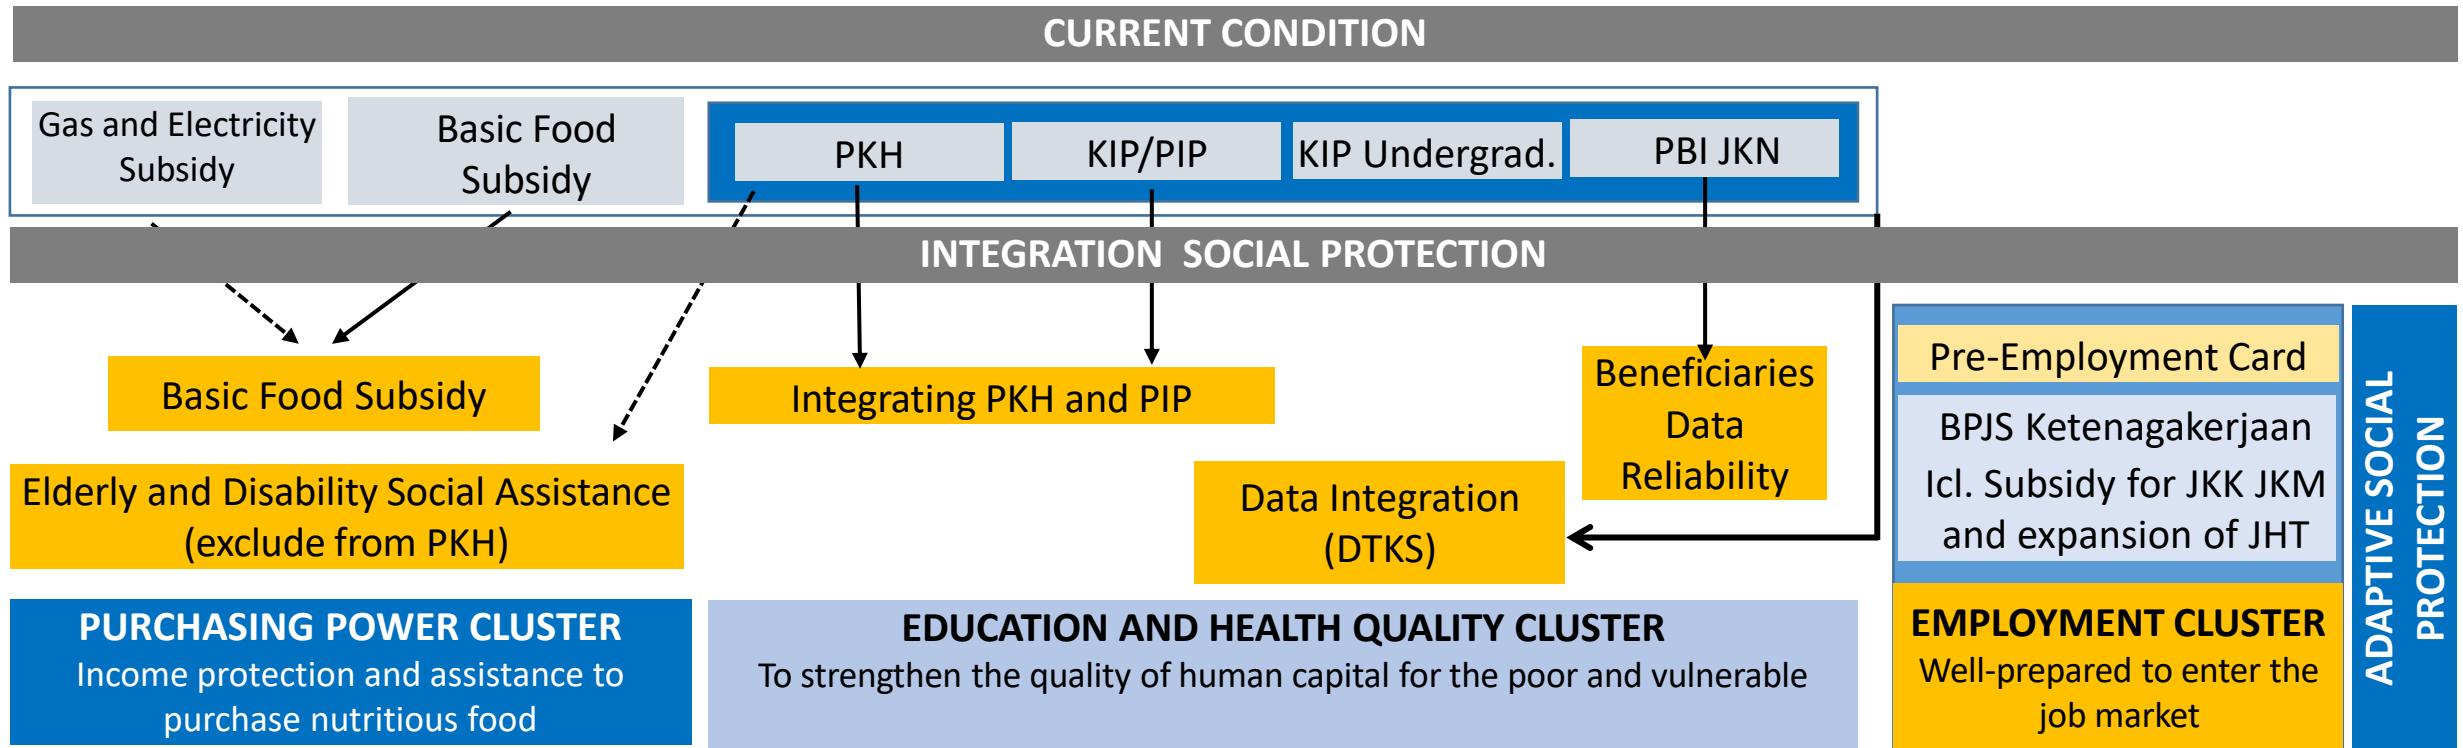 CURRENT CONDITION
Gas and Electricity
Subsidy
Basic Food
Subsidy
PKH
KIP/PIP
KIP Undergrad.
PBI JKN
INTEGRATION SOCIAL PROTECTION
Basic Food Subsidy
Elderly and Disability Social Assistance
(exclude from PKH)
Integrating PKH and PIP
Data Integration
(DTKS)
Beneficiaries
Data
Reliability
Pre-Employment Card
BPJS Ketenagakerjaan
Icl. Subsidy for JKK JKM
and expansion of JHT
PURCHASING POWER CLUSTER
Income protection and assistance to
purchase nutritious food
EDUCATION AND HEALTH QUALITY CLUSTER
To strengthen the quality of human capital for the poor and vulnerable
EMPLOYMENT CLUSTER
Well-prepared to enter the
job market
ADAPTIVE SOCIAL
PROTECTION